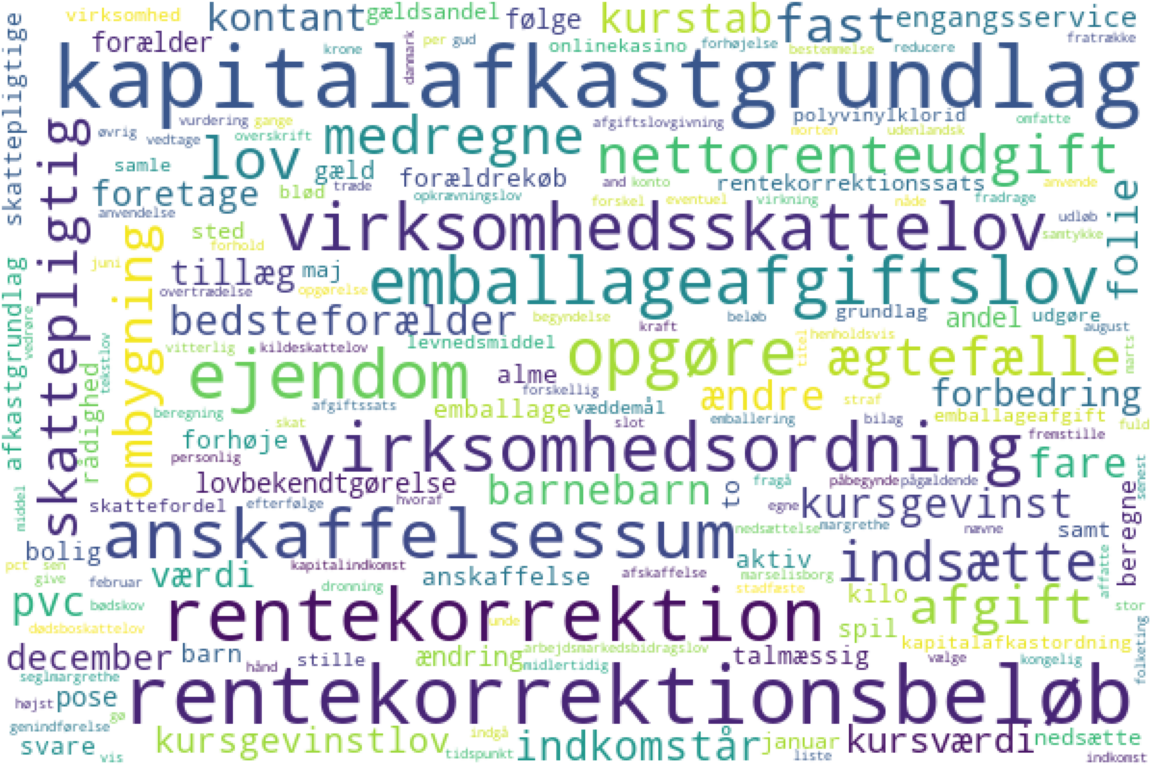 virksomhed kontant gældsandel følge kurstab fast engangsservice
forælder krone danmark per gud onlinekasino forhøjelse bestemmelse reducere fratrække
skattepligtige
kapitalafkastgrundlag
øvrig vurdering gange afgiftslovgivning polyvinylklorid omfatte
vedtage overskrift medregne morten udenlandsk
samle lov gæld forældrekøb nettorenteudgift
foretage blød træde opkrævningslov and konto rentekorrektionssats anvende
skattepligtig
anvendelse forskel eventuel virkning nåde fradrage folie
sted forhold virksomhedsskattelov udløb samtykke
ombygning
juni tillæg maj emballageafgiftslov
afkastgrundlag vedrøre overtrædelse opgørelse
bedsteforælder begyndelse beløb grundlag andel udgøre
kraft august
vitterlig kildeskattelov levnedsmiddel opgøre titel henholdsvis ægtefælle marts
rådighed tekstlov ejendom alme forskellig
ændre straf forbedring
beregning afgiftssats emballage væddemål emballering bilag emballageafgift fuld
skat slot
forhøje virksomhedsordning fremstille
personlig fare
middel lovbekendtgørelse barnebarn to fragå påbegynde pågældende senest
skattefordel efterfølge hvoraf egne kursgevinst beregne
anskaffelsessum nedsættelse margrethe nævne samt
bolig aktiv indsætte
pct sen værdi kapitalindkomst anskaffelse afskaffelse marselisborg affatte
give februar dronning stadfæste kilo afgift stor
pvc bødskov rentekorrektion
dødsboskattelov unde spil kapitalafkastordning
december barn hånd stille ændring arbejdsmarkedsbidragslov midlertidig talmæssig vælge kongelig folketing
seglmargrethe
højst pose rentekorrektionsbeløb
genindførelse gø
svare vis kursgevinstlov indgå tidspunkt indkomstår januar liste kursværdi nedsætte indkomst